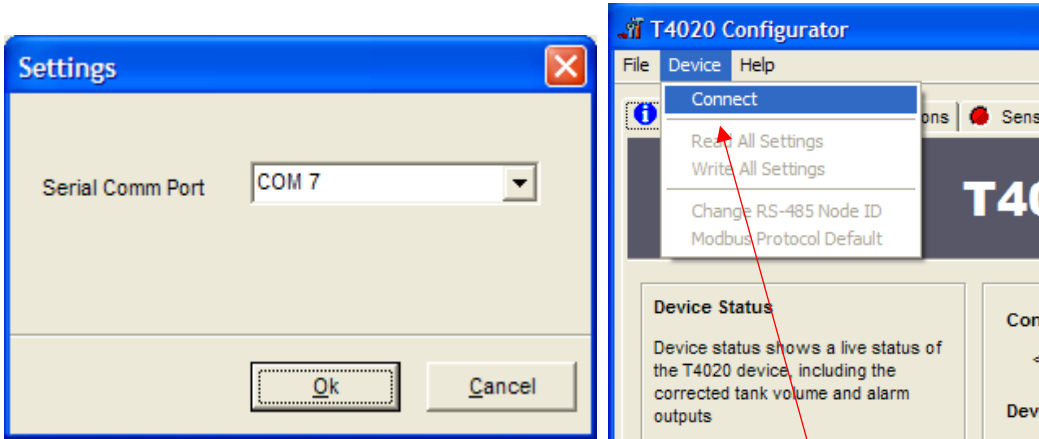 Settings
Serial Comm Port
COM 7
Ok
Cancel
T4020 Configurator
File Device Help
Connect
Read All Settings
Write All Settings
Change RS-485 Node ID
Modbus Protocol Default
Device Status
Device status shows a live status of
the T4020 device, including the
corrected tank volume and alarm
outputs